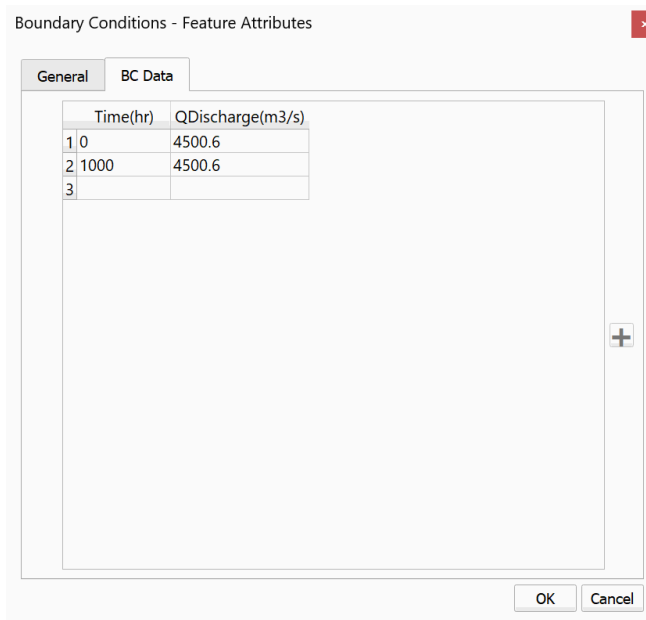 Boundary Conditions - Feature Attributes
×
General BC Data
Time(hr) QDischarge(m3/s)
1 0 4500.6
2 1000 4500.6
3
+
OK Cancel